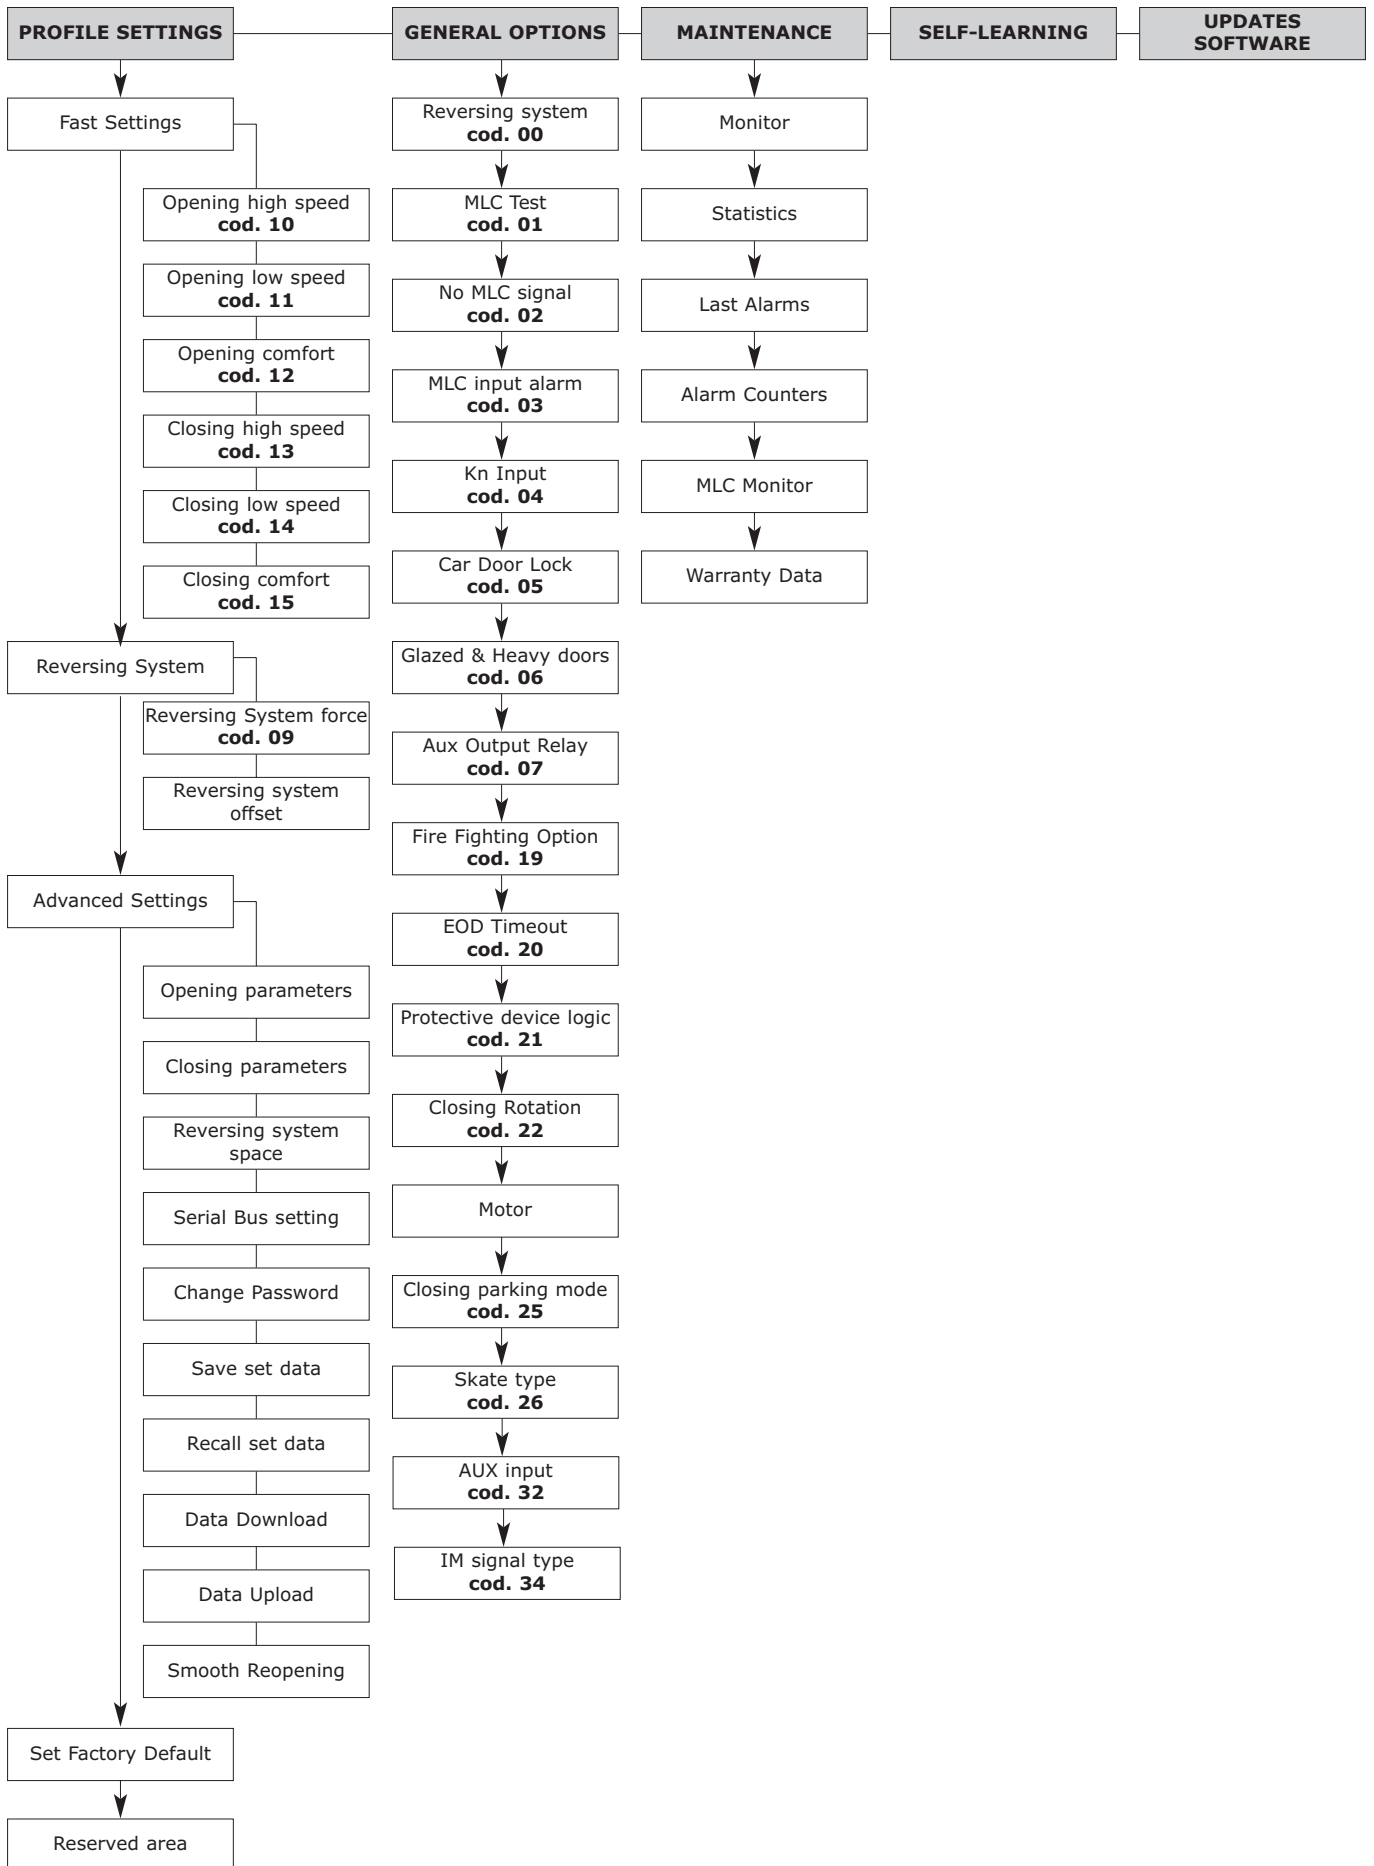 PROFILE SETTINGS
GENERAL OPTIONS
MAINTENANCE
SELF-LEARNING
UPDATES
SOFTWARE
Fast Settings
Opening high speed
cod. 10
Opening low speed
cod. 11
Opening comfort
cod. 12
Closing high speed
cod. 13
Closing low speed
cod. 14
Closing comfort
cod. 15
Reversing System
Reversing System force
cod. 09
Reversing system
offset
Advanced Settings
Opening parameters
Closing parameters
Reversing system
space
Serial Bus setting
Change Password
Save set data
Recall set data
Data Download
Data Upload
Smooth Reopening
Set Factory Default
Reserved area
Reversing system
cod. 00
MLC Test
cod. 01
No MLC signal
cod. 02
MLC input alarm
cod. 03
Kn Input
cod. 04
Car Door Lock
cod. 05
Glazed & Heavy doors
cod. 06
Aux Output Relay
cod. 07
Fire Fighting Option
cod. 19
EOD Timeout
cod. 20
Protective device logic
cod. 21
Closing Rotation
cod. 22
Motor
Closing parking mode
cod. 25
Skate type
cod. 26
AUX input
cod. 32
IM signal type
cod. 34
Monitor
Statistics
Last Alarms
Alarm Counters
MLC Monitor
Warranty Data